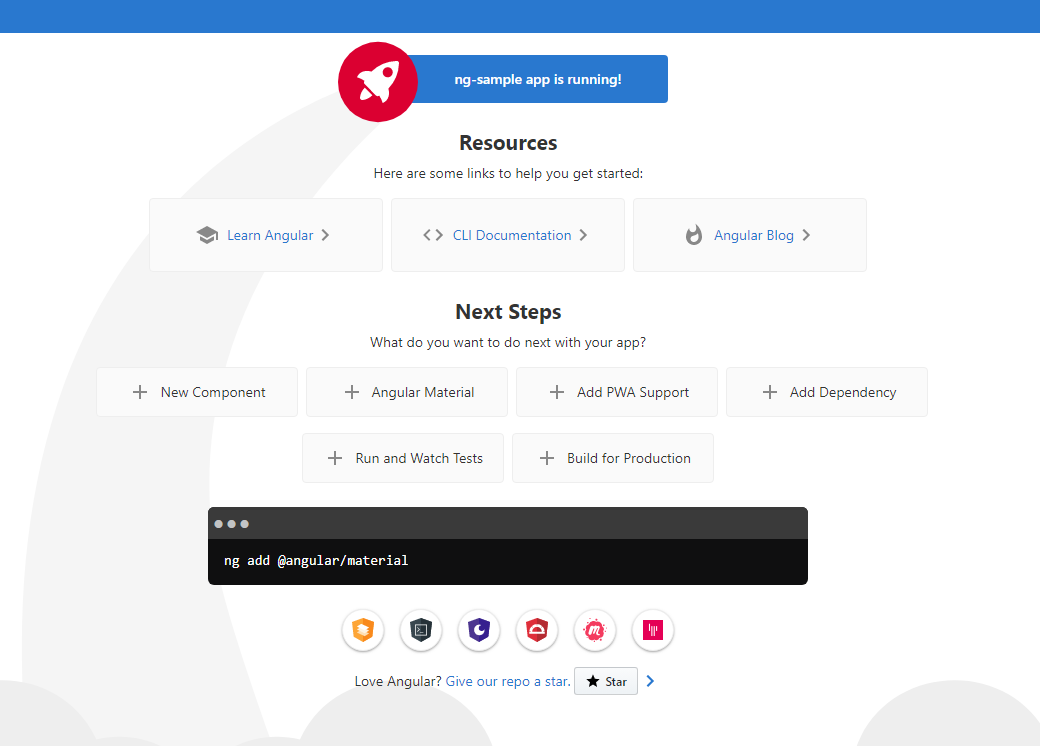 ng-sample app is running!
Resources
Here are some links to help you get started:
Learn Angular
CLI Documentation
Angular Blog
Next Steps
What do you want to do next with your app?
New Component
Angular Material
Add PWA Support
Add Dependency
Run and Watch Tests
Build for Production
ng add @angular/material
m
Love Angular? Give our repo a star. Star